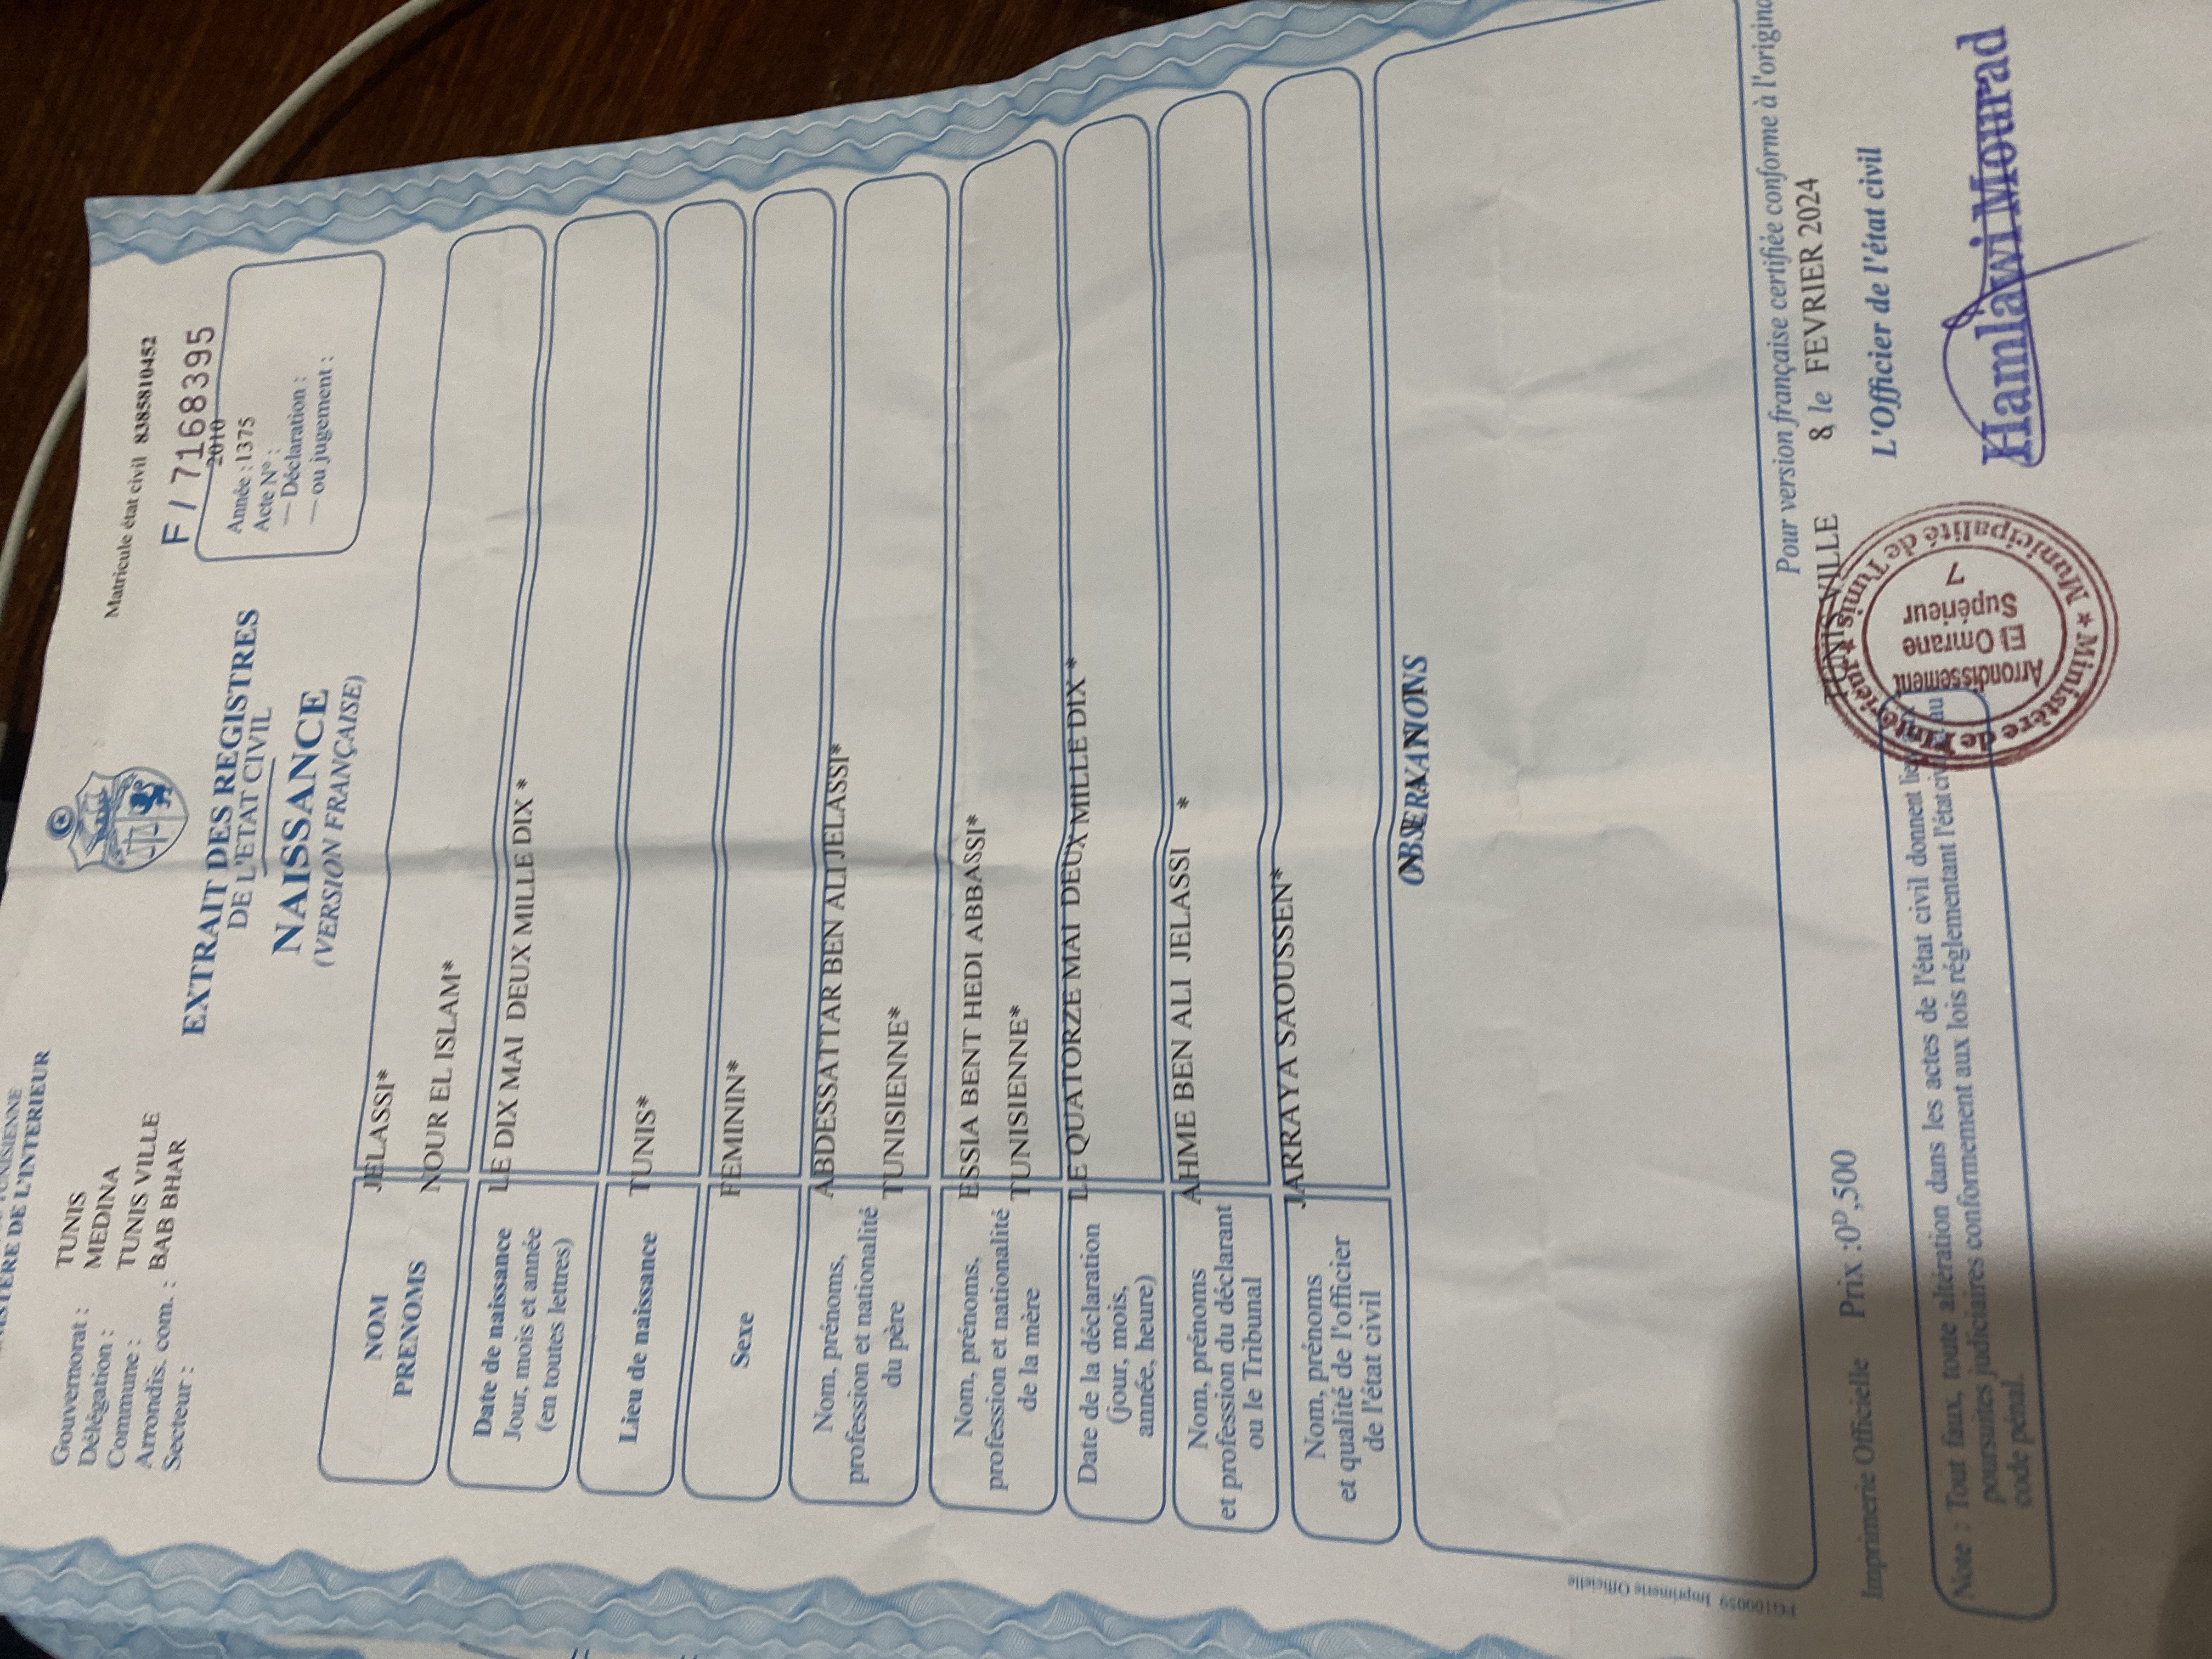 TUNISIENNE
MINISTÈRE DE L'INTERIEUR
Gouvernorat : TUNIS
Délégation : MEDINA
Commune : TUNIS VILLE
Arrondis. com. : BAB BHAR
Secteur :
Matricule état civil 8385810452
F / 7168395
2010
Année : 1375
Acte N° :
— Déclaration :
— ou jugement :
EXTRAIT DES REGISTRES
DE L'ETAT CIVIL
NAISSANCE
(VERSION FRANÇAISE)
NOM JELASSI*
PRENOMS NOUR EL ISLAM*
Date de naissance LE DIX MAI DEUX MILLE DIX *
Jour, mois et année
(en toutes lettres)
Lieu de naissance TUNIS*
Sexe FEMININ*
Nom, prénoms, ABDESSATTAR BEN ALI JELASSI*
profession et nationalité
du père TUNISIENNE*
Nom, prénoms, ESSIA BENT HEDI ABBASSI*
profession et nationalité
de la mère TUNISIENNE*
Date de la déclaration LE QUATORZE MAI DEUX MILLE DIX *
(jour, mois,
année, heure)
Nom, prénoms AHME BEN ALI JELASSI *
et profession du déclarant
ou le Tribunal
Nom, prénoms JARRAYA SAOUSSEN*
et qualité de l'officier
de l'état civil
OBSERVATIONS
Pour version française certifiée conforme à l'origina
TUNIS VILLE 8, le FEVRIER 2024
L'Officier de l'état civil
Hamlawi Mourad
★ Ministère de l'Intérieur ★ Municipalité de Tunis
Arrondissement
El Omrane
Supérieur
7
FG100059 Imprimerie Officielle
Imprimerie Officielle Prix :0D,500
Note : Tout faux, toute altération dans les actes de l'état civil donnent
poursuites judiciaires conformement aux lois réglementant l'état civil au
code pénal.